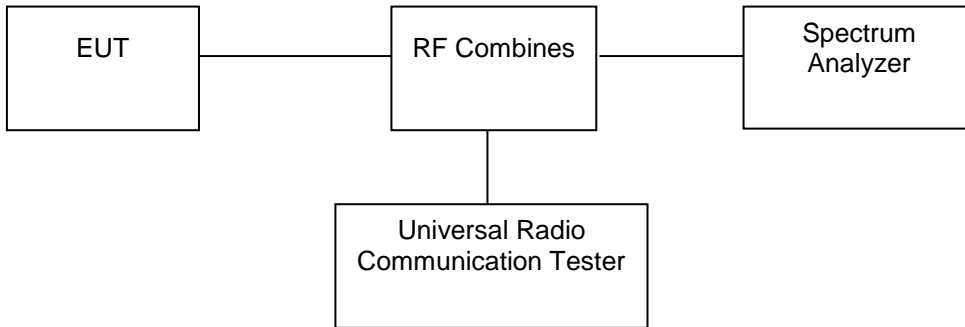 EUT
RF Combines
Spectrum
Analyzer
Universal Radio
Communication Tester